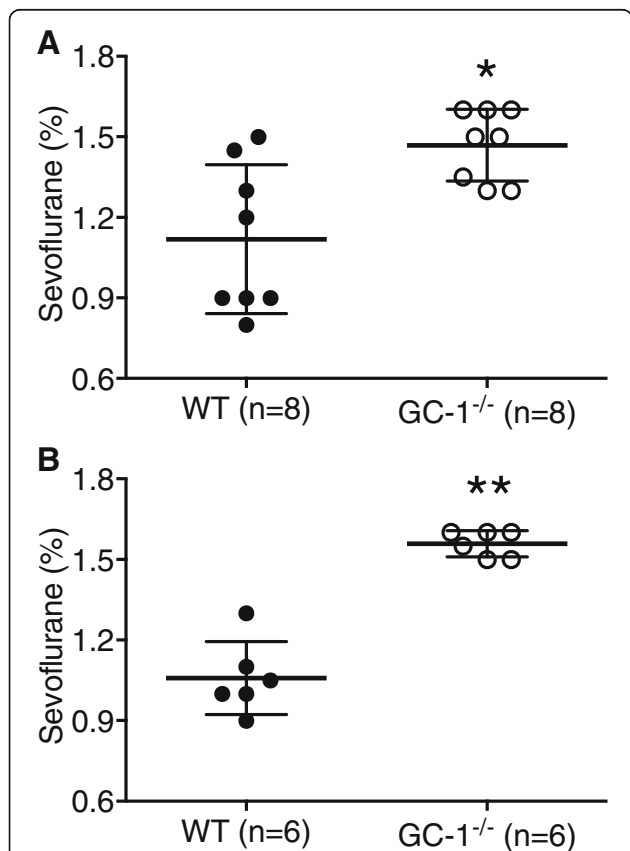 A
1.8
*
1.5
1.2
0.9
0.6
Sevoflurane (%)
WT (n=8) GC-1-/- (n=8)
B
1.8
**
1.5
1.2
0.9
0.6
Sevoflurane (%)
WT (n=6) GC-1-/- (n=6)